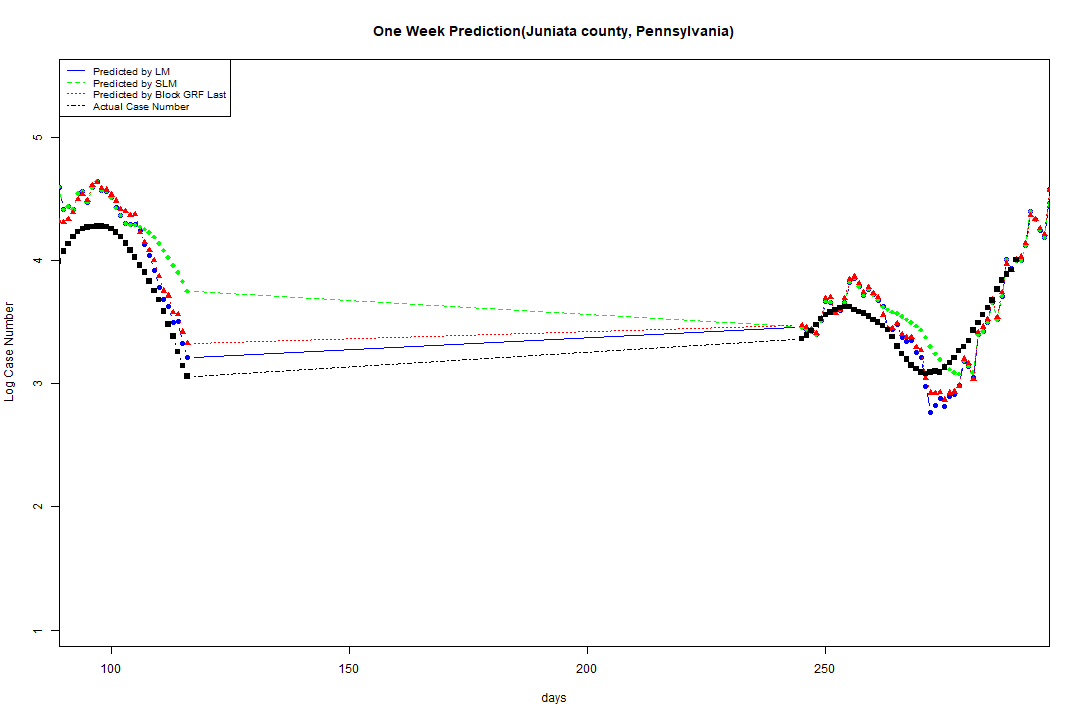 One Week Prediction(Juniata county, Pennsylvania)
Predicted by LM
Predicted by SLM
Predicted by Block GRF Last
Actual Case Number
5
4
3
2
1
Log Case Number
100 150 200 250
days